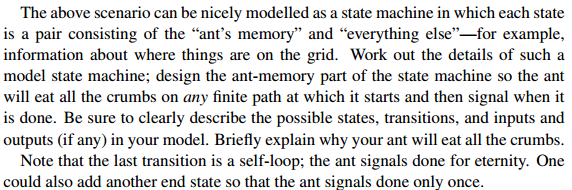 The above scenario can be nicely modelled as a state machine in which each state
is a pair consisting of the “ant’s memory” and “everything else”—for example,
information about where things are on the grid. Work out the details of such a
model state machine; design the ant-memory part of the state machine so the ant
will eat all the crumbs on any finite path at which it starts and then signal when it
is done. Be sure to clearly describe the possible states, transitions, and inputs and
outputs (if any) in your model. Briefly explain why your ant will eat all the crumbs.
Note that the last transition is a self-loop; the ant signals done for eternity. One
could also add another end state so that the ant signals done only once.